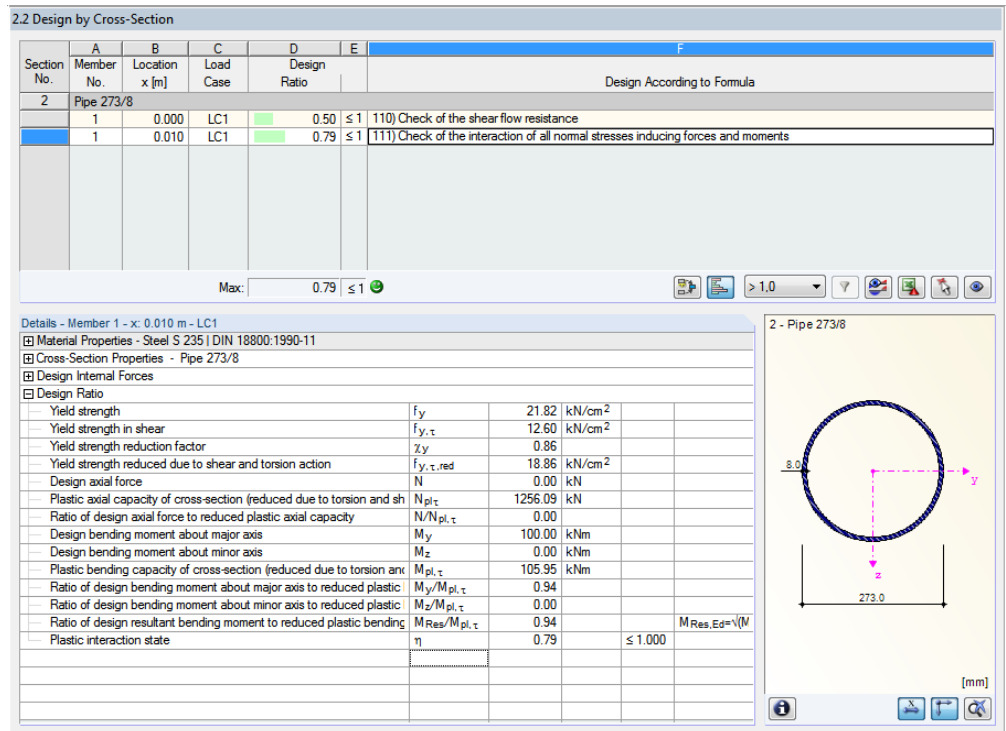 2.2 Design by Cross-Section
A B C D E F
Section Member Location Load Design
No. No. x [m] Case Ratio Design According to Formula
2 Pipe 273/8
1 0.000 LC1 0.50 ≤ 1 110) Check of the shear flow resistance
1 0.010 LC1 0.79 ≤ 1 111) Check of the interaction of all normal stresses inducing forces and moments
Max: 0.79 ≤ 1 > 1,0
Details - Member 1 - x: 0.010 m - LC1
Material Properties - Steel S 235 | DIN 18800:1990-11
Cross-Section Properties - Pipe 273/8
Design Internal Forces
Design Ratio
Yield strength fy 21.82 kN/cm2
Yield strength in shear fy,τ 12.60 kN/cm2
Yield strength reduction factor χy 0.86
Yield strength reduced due to shear and torsion action fy,τ,red 18.86 kN/cm2
Design axial force N 0.00 kN
Plastic axial capacity of cross-section (reduced due to torsion and sh Npl,τ 1256.09 kN
Ratio of design axial force to reduced plastic axial capacity N/Npl,τ 0.00
Design bending moment about major axis My 100.00 kNm
Design bending moment about minor axis Mz 0.00 kNm
Plastic bending capacity of cross-section (reduced due to torsion and Mpl,τ 105.95 kNm
Ratio of design bending moment about major axis to reduced plastic My/Mpl,τ 0.94
Ratio of design bending moment about minor axis to reduced plastic Mz/Mpl,τ 0.00
Ratio of design resultant bending moment to reduced plastic bending MRes/Mpl,τ 0.94 MRes,Ed=√(M
Plastic interaction state η 0.79 ≤ 1.000
2 - Pipe 273/8
8.0
y
z
273.0
[mm]